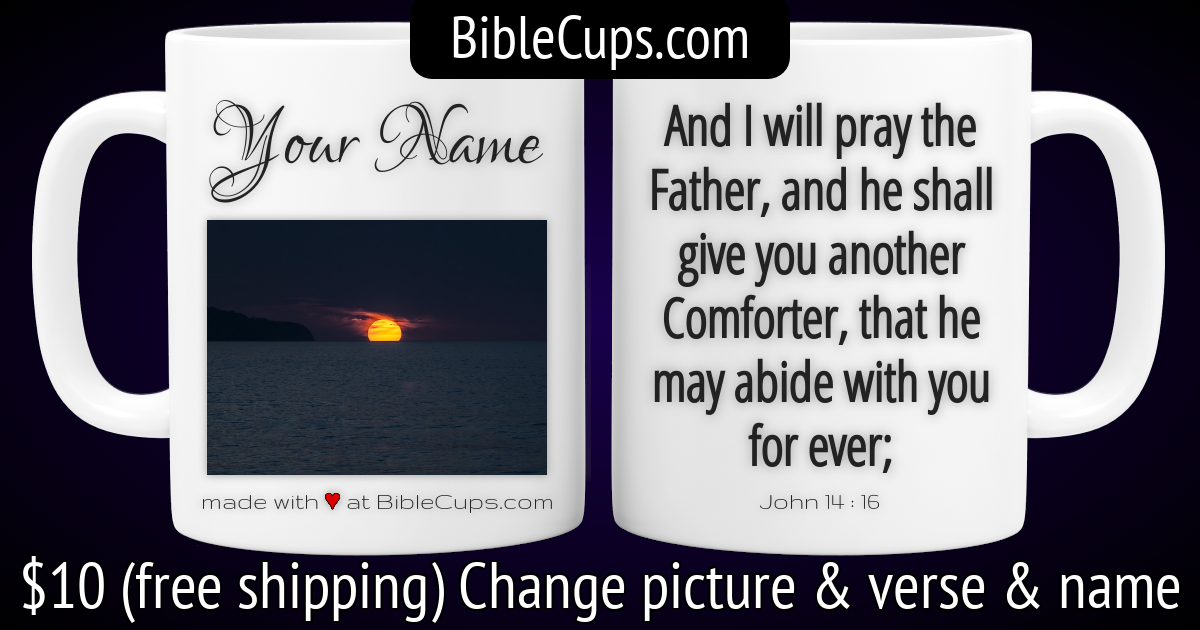 BibleCups.com
Your Name
made with ♥ at BibleCups.com
And I will pray the
Father, and he shall
give you another
Comforter, that he
may abide with you
for ever;
John 14 : 16
$10 (free shipping) Change picture & verse & name